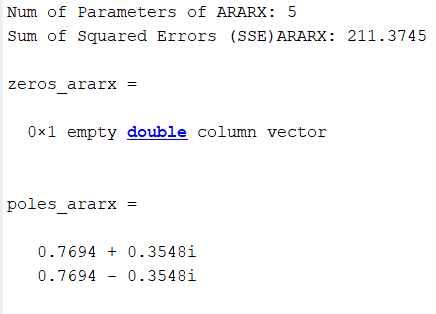 Num of Parameters of ARARX: 5
Sum of Squared Errors (SSE)ARARX: 211.3745
zeros_ararx =
0×1 empty double column vector
poles_ararx =
0.7694 + 0.3548i
0.7694 - 0.3548i